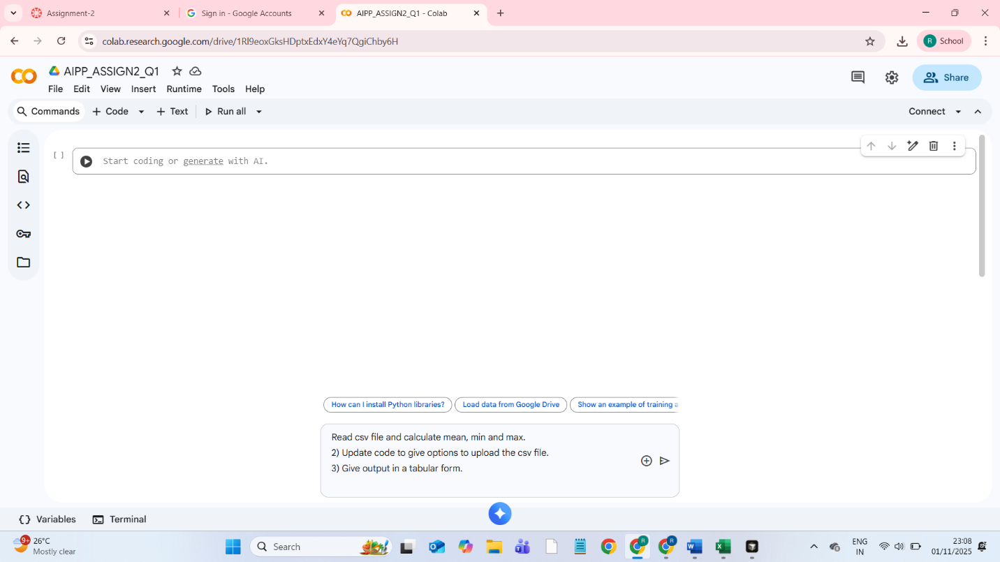 Assignment-2
Sign in - Google Accounts
AIPP_ASSIGN2_Q1 - Colab
colab.research.google.com/drive/1Rl9eoxGksHDptxEdxY4eYq7QgiChby6H
R School
AIPP_ASSIGN2_Q1
File Edit View Insert Runtime Tools Help
Share
Commands + Code + Text Run all
Connect
[ ] Start coding or generate with AI.
How can I install Python libraries? Load data from Google Drive Show an example of training a
Read csv file and calculate mean, min and max.
2) Update code to give options to upload the csv file.
3) Give output in a tabular form.
Variables Terminal
9+ 26°C
Mostly clear
Search
R R
ENG
IN
23:08
01/11/2025